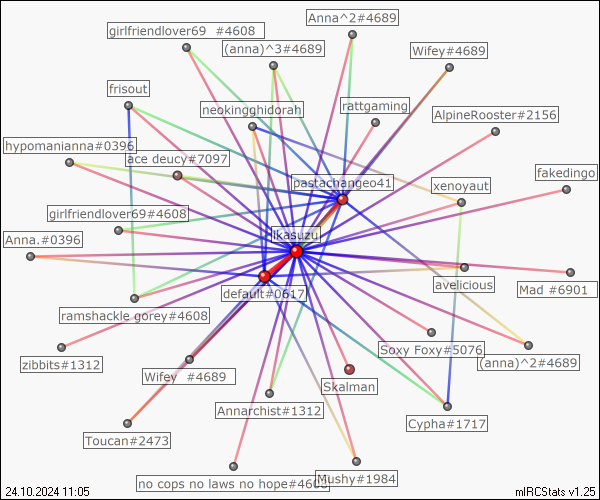 Anna^2#4689
girlfriendlover69 #4608
(anna)^3#4689
Wifey#4689
frisout
neokingghidorah
rattgaming
AlpineRooster#2156
hypomanianna#0396
ace deucy#7097
pastachangeo41
fakedingo
xenoyaut
girlfriendlover69#4608
Anna.#0396
ikasuzu
default#0617
avelicious
Mad #6901
ramshackle gorey#4608
Soxy Foxy#5076
zibbits#1312
(anna)^2#4689
Wifey #4689
Skalman
Annarchist#1312
Cypha#1717
Toucan#2473
no cops no laws no hope#4608
Mushy#1984
24.10.2024 11:05
mIRCStats v1.25